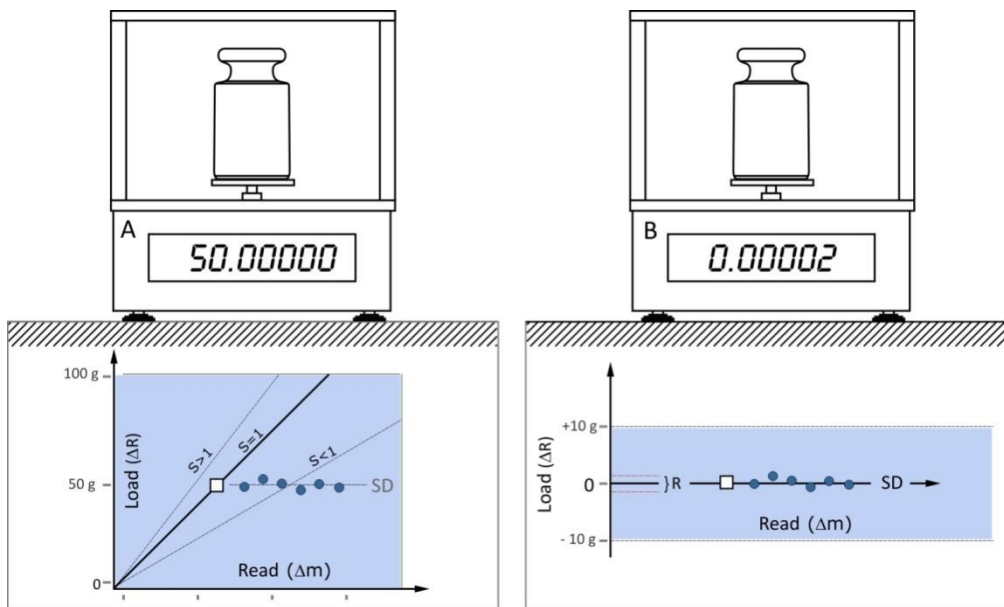 A
50.00000
B
0.00002
100 g
50 g
0
Load (ΔR)
S>1
S=1
S<1
SD
Read (Δm)
+10 g
0
- 10 g
Load (ΔR)
}R
SD
Read (Δm)